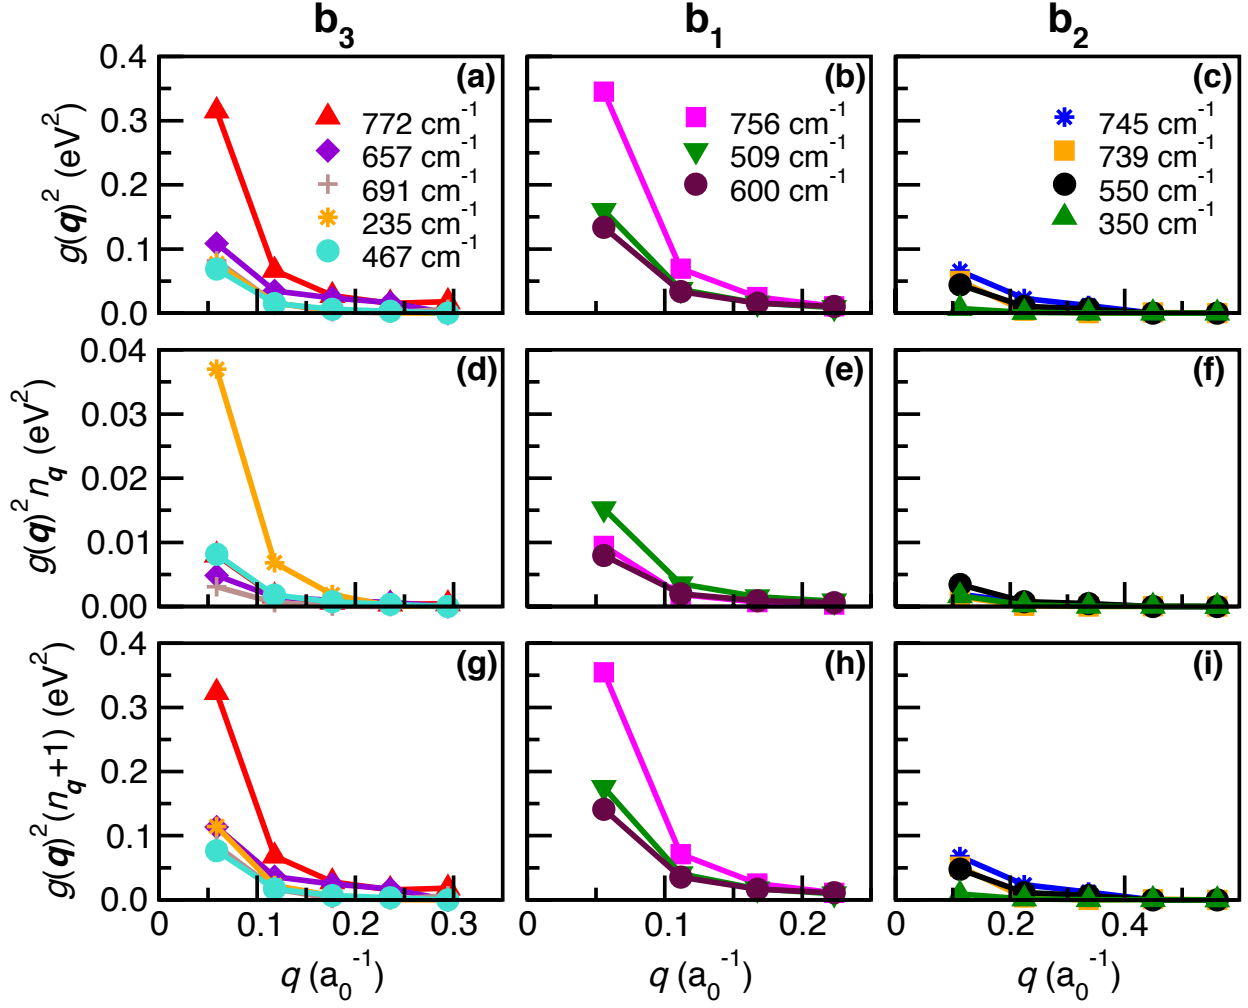 b₃ b₁ b₂
0.4 (a) (b) (c)
772 cm⁻¹ 756 cm⁻¹ 745 cm⁻¹
0.3
657 cm⁻¹ 509 cm⁻¹ 739 cm⁻¹
691 cm⁻¹ 600 cm⁻¹ 550 cm⁻¹
0.2
235 cm⁻¹ 350 cm⁻¹
467 cm⁻¹
0.1
0.0
g(q)² (eV²)
0.04 (d) (e) (f)
0.03
0.02
0.01
0.00
g(q)² n_q (eV²)
0.4 (g) (h) (i)
0.3
0.2
0.1
0.0
g(q)² (n_q+1) (eV²)
0 0.1 0.2 0.3 0 0.1 0.2 0 0.2 0.4
q (a₀⁻¹) q (a₀⁻¹) q (a₀⁻¹)